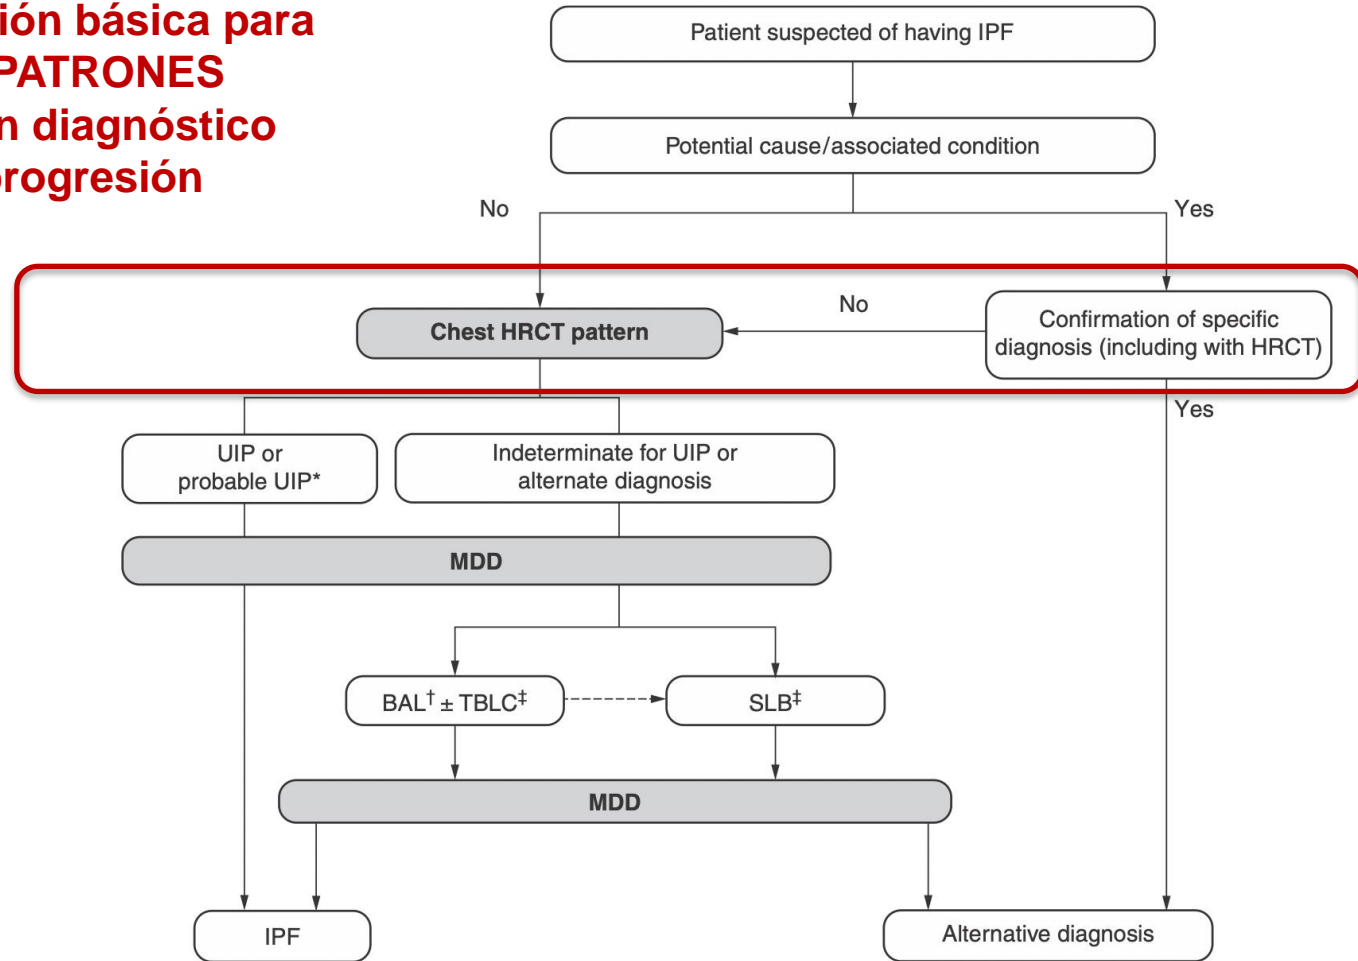 ión básica para
PATRONES
n diagnóstico
progresión
Patient suspected of having IPF
Potential cause/associated condition
No
Yes
Chest HRCT pattern
No
Confirmation of specific
diagnosis (including with HRCT)
Yes
UIP or
probable UIP*
Indeterminate for UIP or
alternate diagnosis
MDD
BAL† ± TBLC‡
SLB‡
MDD
IPF
Alternative diagnosis